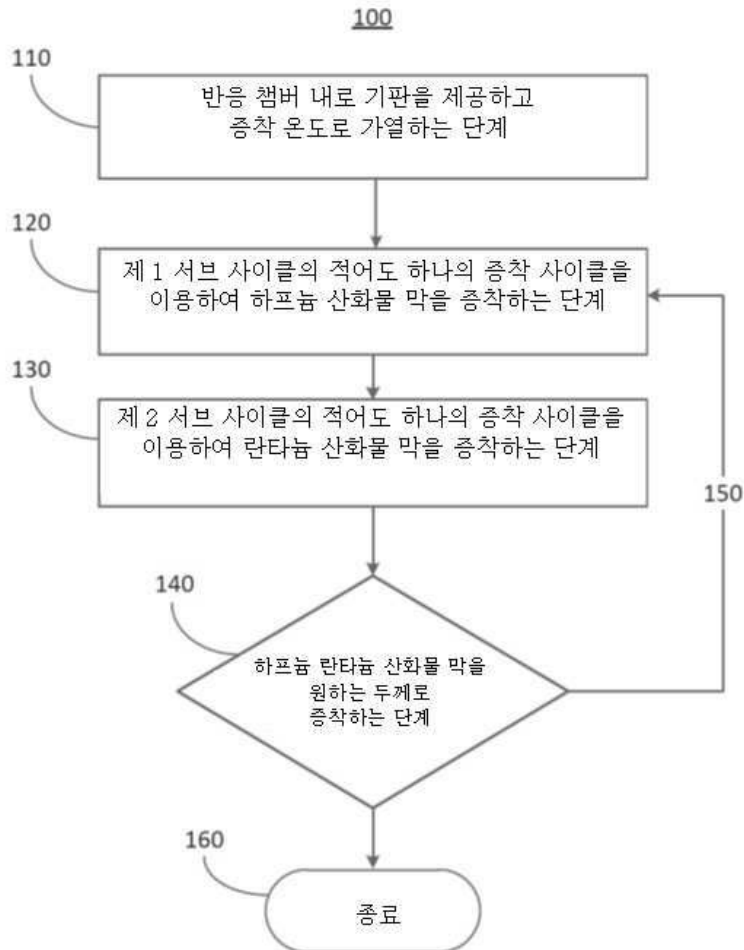 100
110
반응 챔버 내로 기판을 제공하고
증착 온도로 가열하는 단계
120
제 1 서브 사이클의 적어도 하나의 증착 사이클을
이용하여 하프늄 산화물 막을 증착하는 단계
130
제 2 서브 사이클의 적어도 하나의 증착 사이클을
이용하여 란타늄 산화물 막을 증착하는 단계
150
140
하프늄 란타늄 산화물 막을
원하는 두께로
증착하는 단계
160
종료